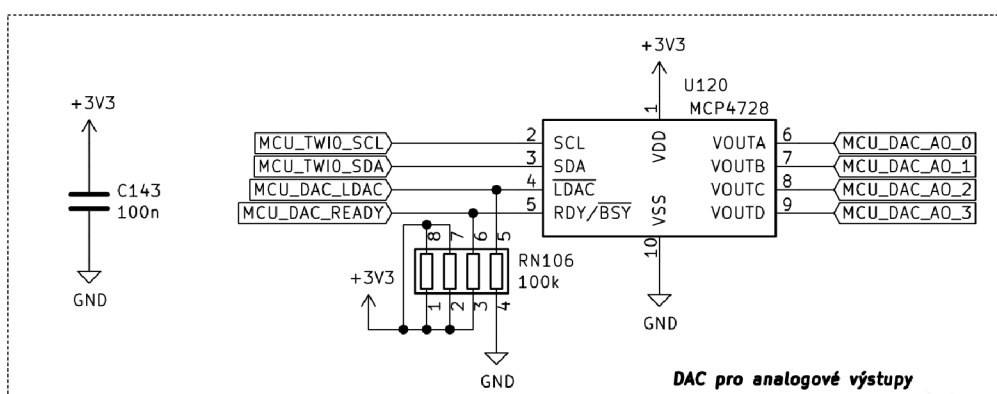 +3V3
U120
MCP4728
+3V3
C143
100n
GND
MCU_TWI0_SCL 2 SCL
MCU_TWI0_SDA 3 SDA
MCU_DAC_LDAC 4 LDAC
MCU_DAC_READY 5 RDY/BSY
1 VDD
10 VSS
VOUTA 6 MCU_DAC_AO_0
VOUTB 7 MCU_DAC_AO_1
VOUTC 8 MCU_DAC_AO_2
VOUTD 9 MCU_DAC_AO_3
8 7 6 5
RN106
100k
+3V3
1 2 3 4
GND
GND
DAC pro analogové výstupy